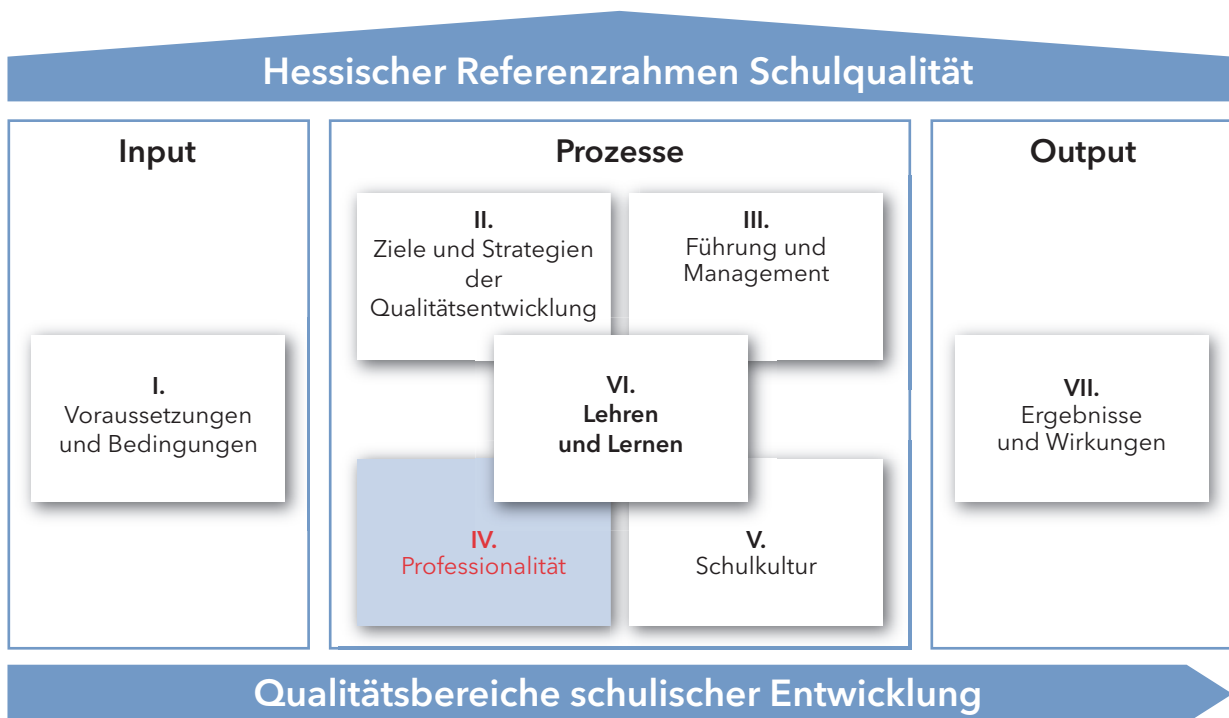 Hessischer Referenzrahmen Schulqualität
Input
I.
Voraussetzungen
und Bedingungen
Prozesse
II.
Ziele und Strategien
der
Qualitätsentwicklung
III.
Führung und
Management
VI.
Lehren
und Lernen
IV.
Professionalität
V.
Schulkultur
Output
VII.
Ergebnisse
und Wirkungen
Qualitätsbereiche schulischer Entwicklung